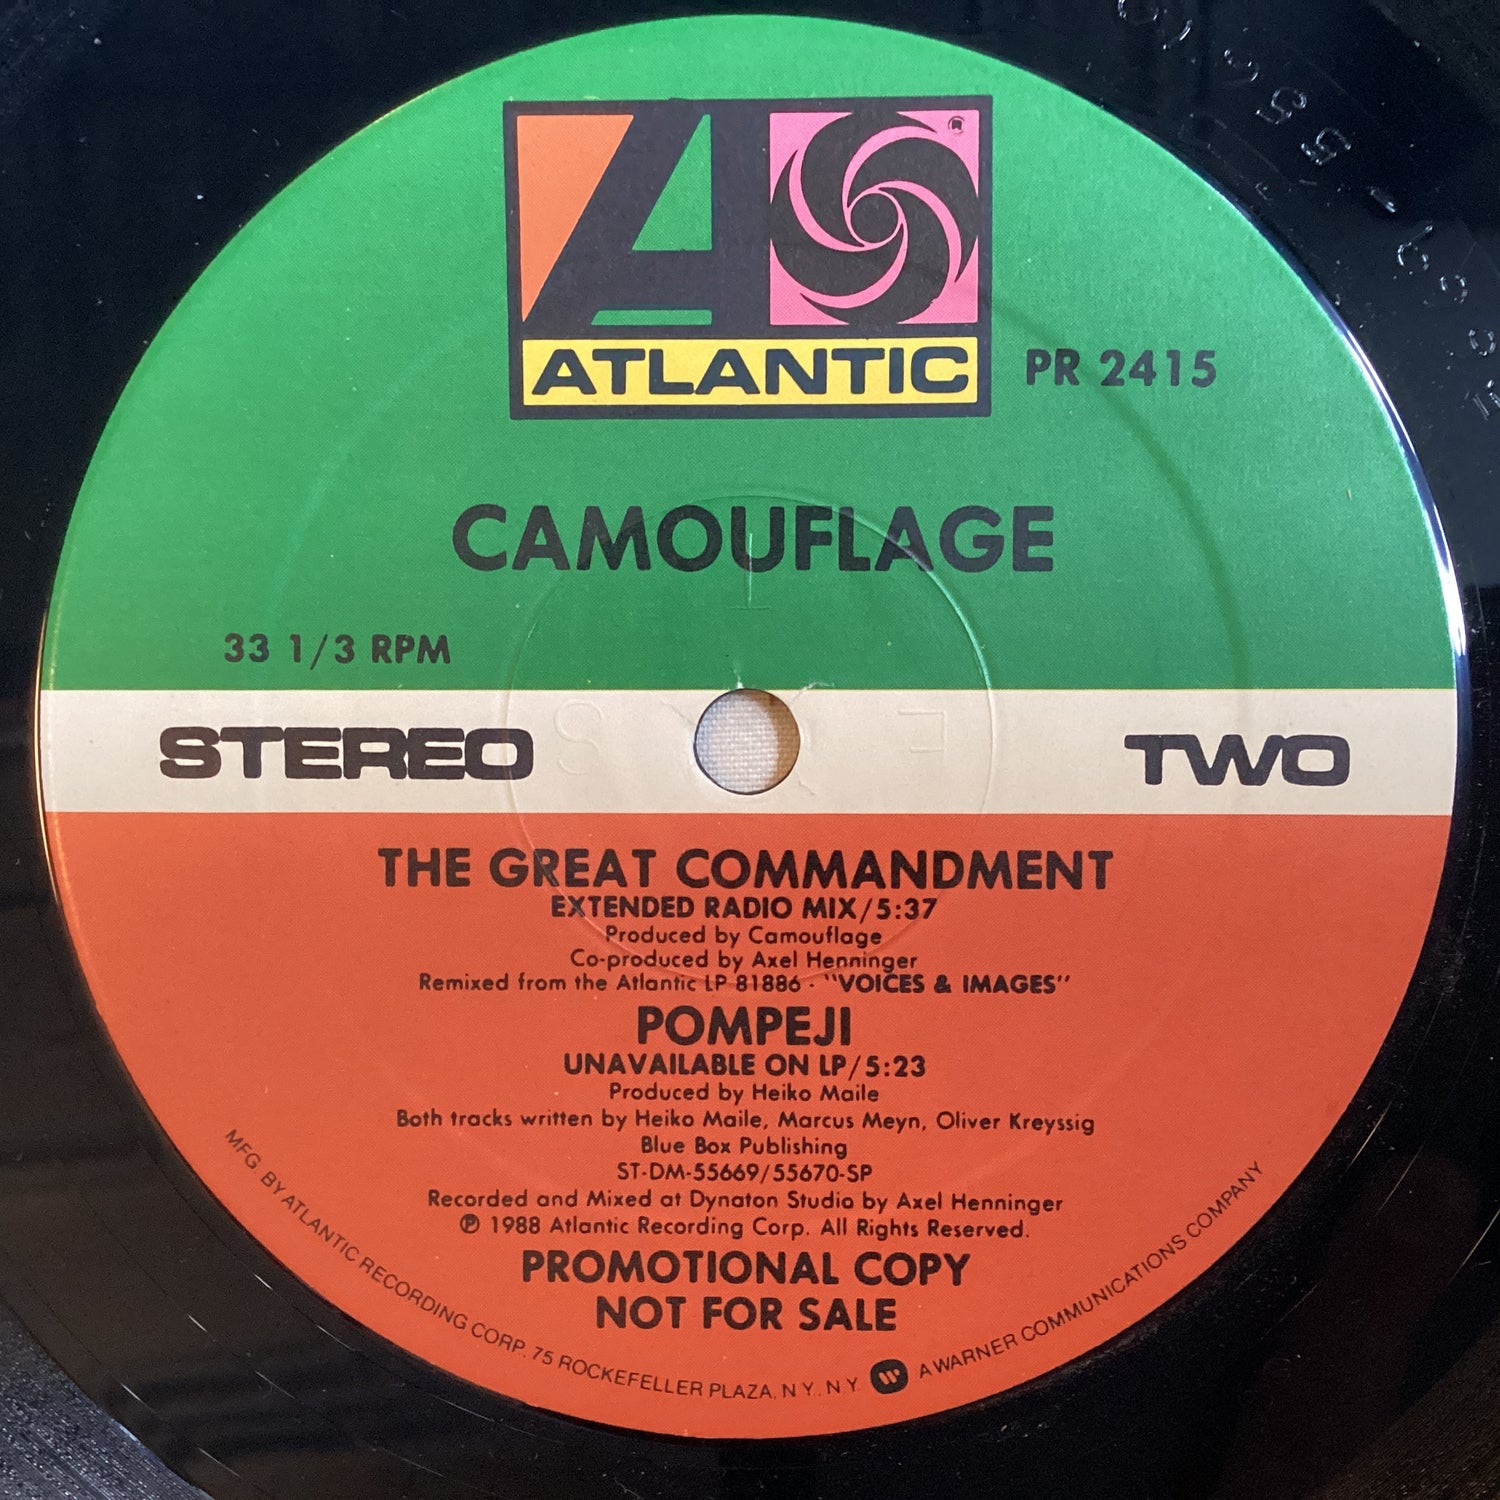 ATLANTIC
PR 2415
CAMOUFLAGE
33 1/3 RPM
STEREO
TWO
THE GREAT COMMANDMENT
EXTENDED RADIO MIX/5:37
Produced by Camouflage
Co-produced by Axel Henninger
Remixed from the Atlantic LP 81886 - "VOICES & IMAGES"
POMPEJI
UNAVAILABLE ON LP/5:23
Produced by Heiko Maile
Both tracks written by Heiko Maile, Marcus Meyn, Oliver Kreyssig
Blue Box Publishing
ST-DM-55669/55670-SP
Recorded and Mixed at Dynaton Studio by Axel Henninger
℗ 1988 Atlantic Recording Corp. All Rights Reserved.
PROMOTIONAL COPY
NOT FOR SALE
MFG. BY ATLANTIC RECORDING CORP. 75 ROCKEFELLER PLAZA, N.Y., N.Y. A WARNER COMMUNICATIONS COMPANY